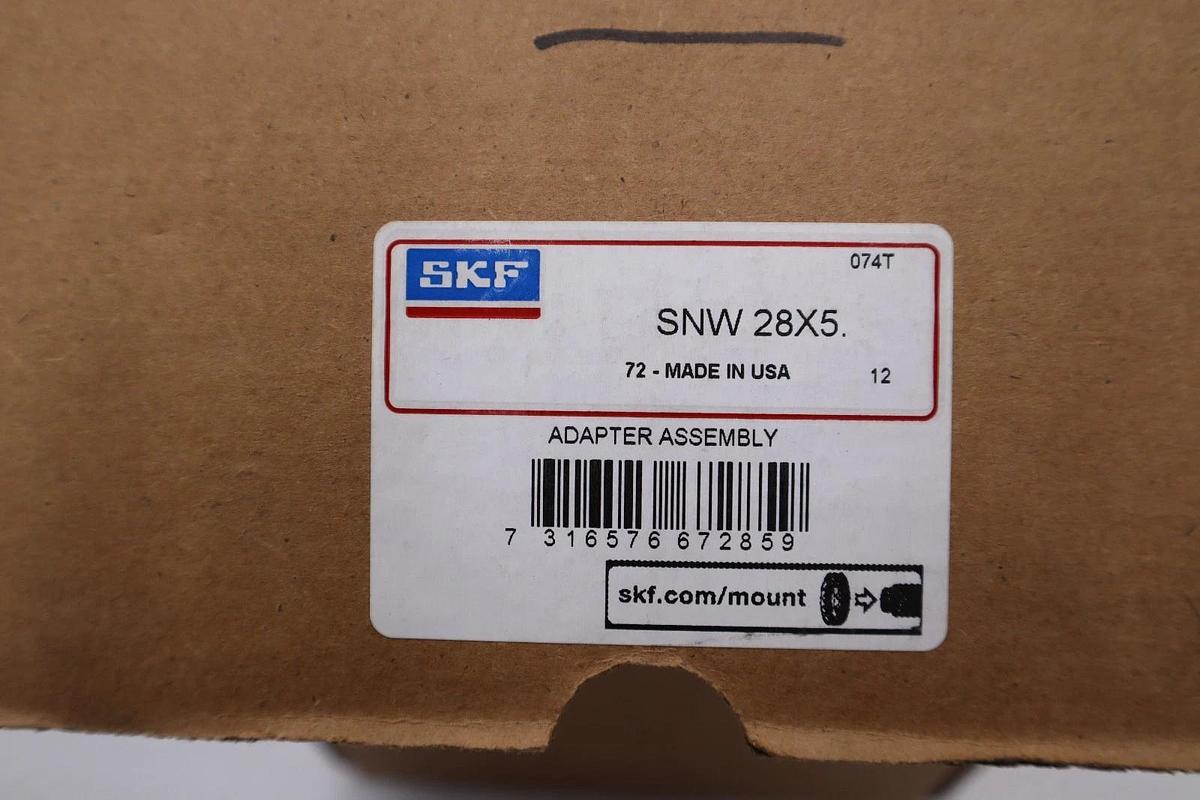 SKF
074T
SNW 28X5.
72 - MADE IN USA
12
ADAPTER ASSEMBLY
7 316576 672859
skf.com/mount